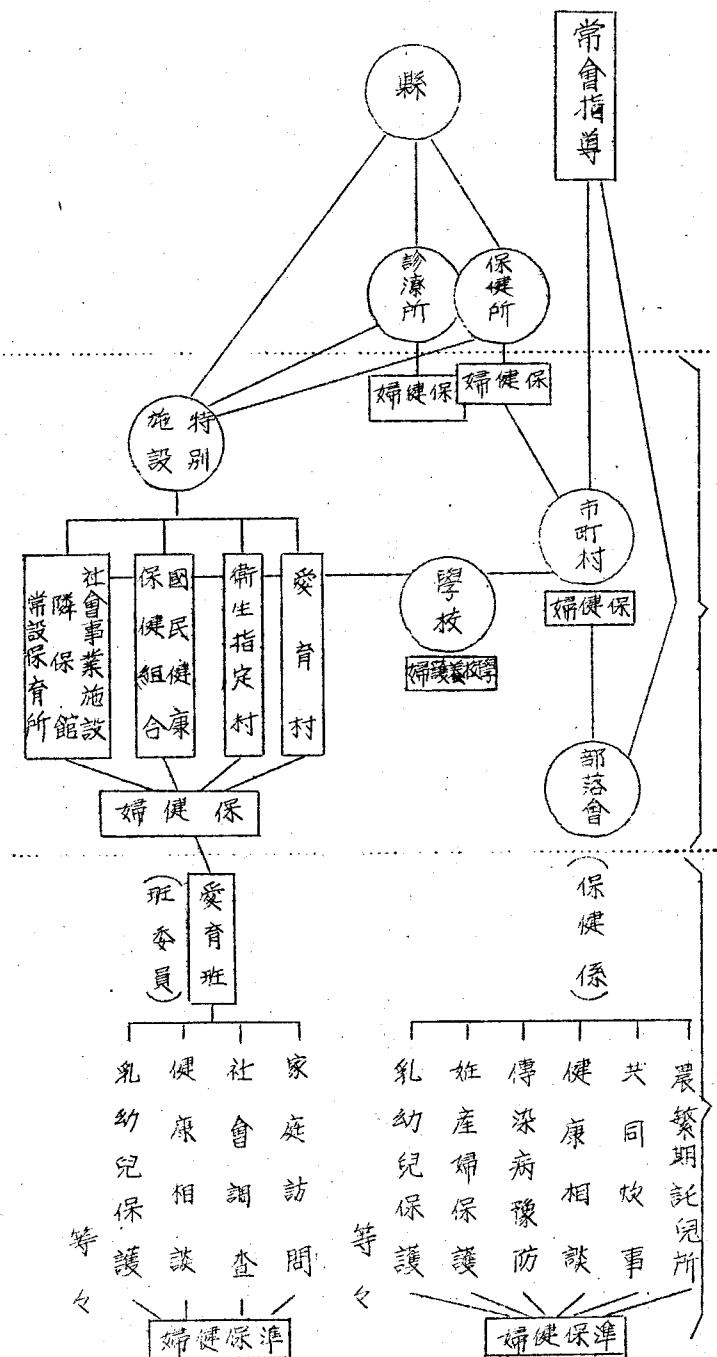 常會指導
縣
保健所
診療所
保健婦
保健婦
特別
施設
市町村
保健婦
學校
學校養護婦
愛育村
衛生指定村
國民健康
保健組合
社會事業施設
隣保館
常設保育所
保健婦
部落會
(保健係)
愛育班
(班委員)
農繁期託兒所
共同炊事
健康相談
傳染病豫防
妊産婦保護
乳幼兒保護
等々
準保健婦
家庭訪問
社會調査
健康相談
乳幼兒保護
等々
準保健婦